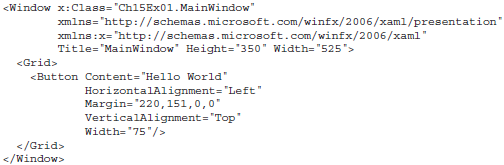 <Window x:Class="Ch15Ex01.MainWindow"
        xmlns="http://schemas.microsoft.com/winfx/2006/xaml/presentation"
        xmlns:x="http://schemas.microsoft.com/winfx/2006/xaml"
        Title="MainWindow" Height="350" Width="525">
  <Grid>
    <Button Content="Hello World"
            HorizontalAlignment="Left"
            Margin="220,151,0,0"
            VerticalAlignment="Top"
            Width="75"/>
  </Grid>
</Window>